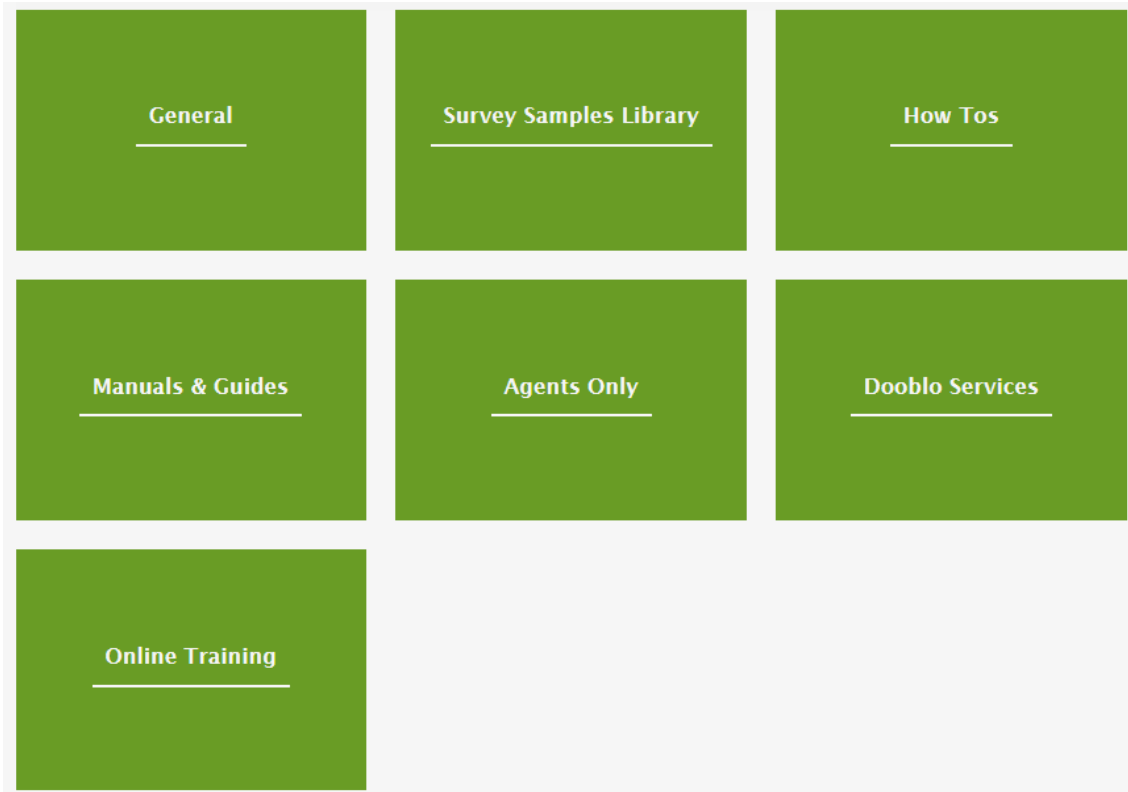 General
Survey Samples Library
How Tos
Manuals & Guides
Agents Only
Dooblo Services
Online Training